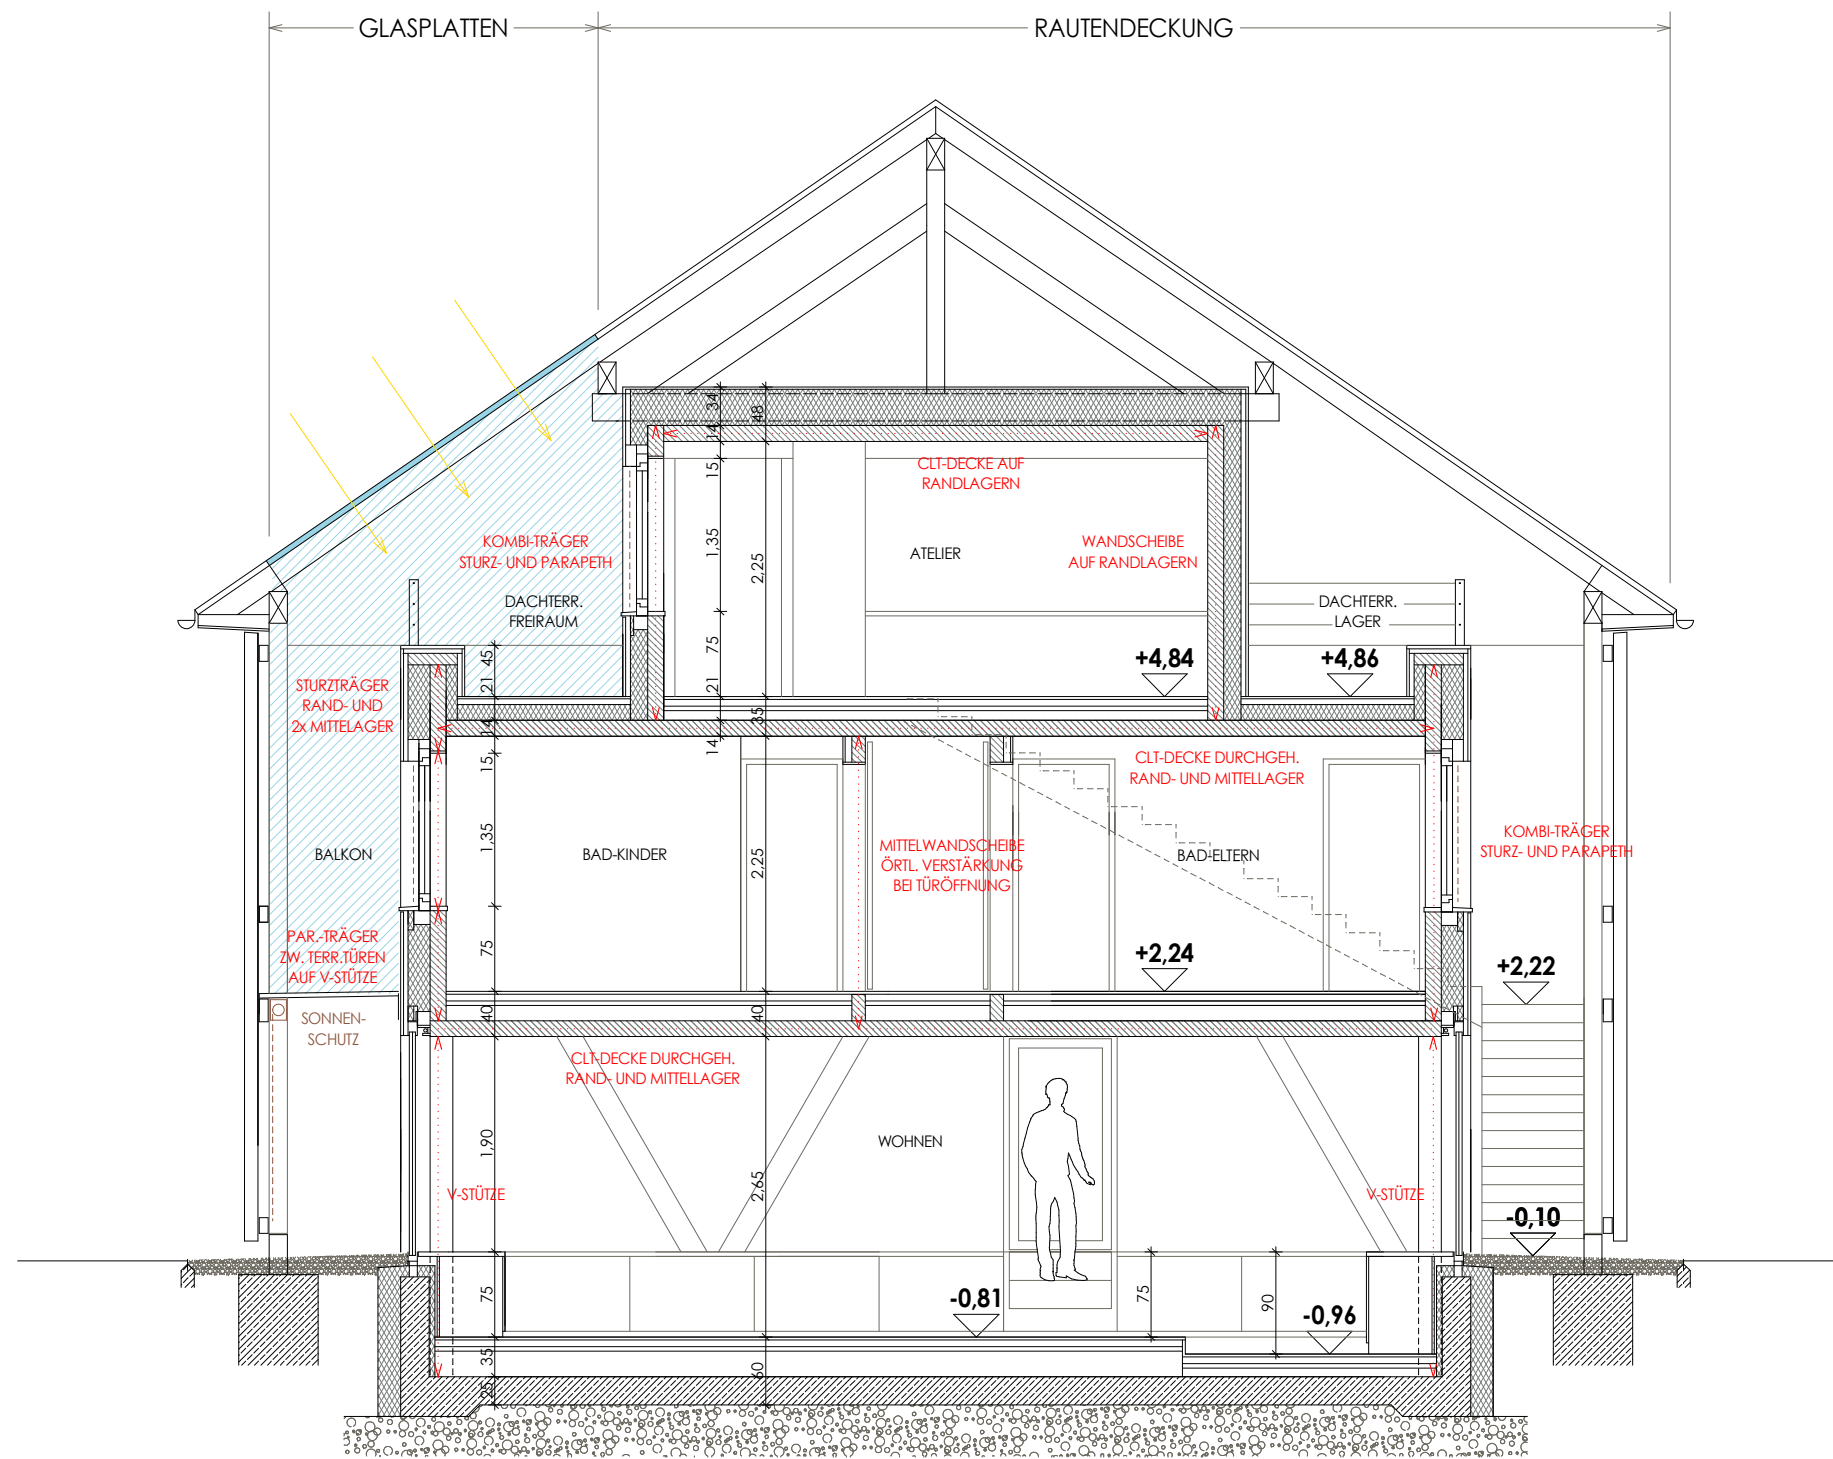 GLASPLATTEN
RAUTENDECKUNG
34
48
14
15
CLT-DECKE AUF
RANDLAGERN
KOMBI-TRÄGER
STURZ- UND PARAPETH
1,35
2,25
ATELIER
WANDSCHEIBE
AUF RANDLAGERN
DACHTERR.
FREIRAUM
DACHTERR.
LAGER
45
75
21
21
+4,84
+4,86
STURZTRÄGER
RAND- UND
2x MITTELAGER
35
14
14
15
CLT-DECKE DURCHGEH.
RAND- UND MITTELLAGER
1,35
2,25
BALKON
BAD-KINDER
MITTELWANDSCHEIBE
ÖRTL. VERSTÄRKUNG
BEI TÜRÖFFNUNG
BAD-ELTERN
KOMBI-TRÄGER
STURZ- UND PARAPETH
PAR.-TRÄGER
ZW. TERR.TÜREN
AUF V-STÜTZE
75
+2,24
+2,22
40
40
SONNEN-
SCHUTZ
CLT-DECKE DURCHGEH.
RAND- UND MITTELLAGER
1,90
2,65
WOHNEN
V-STÜTZE
V-STÜTZE
-0,10
75
-0,81
75
90
-0,96
35
60
25